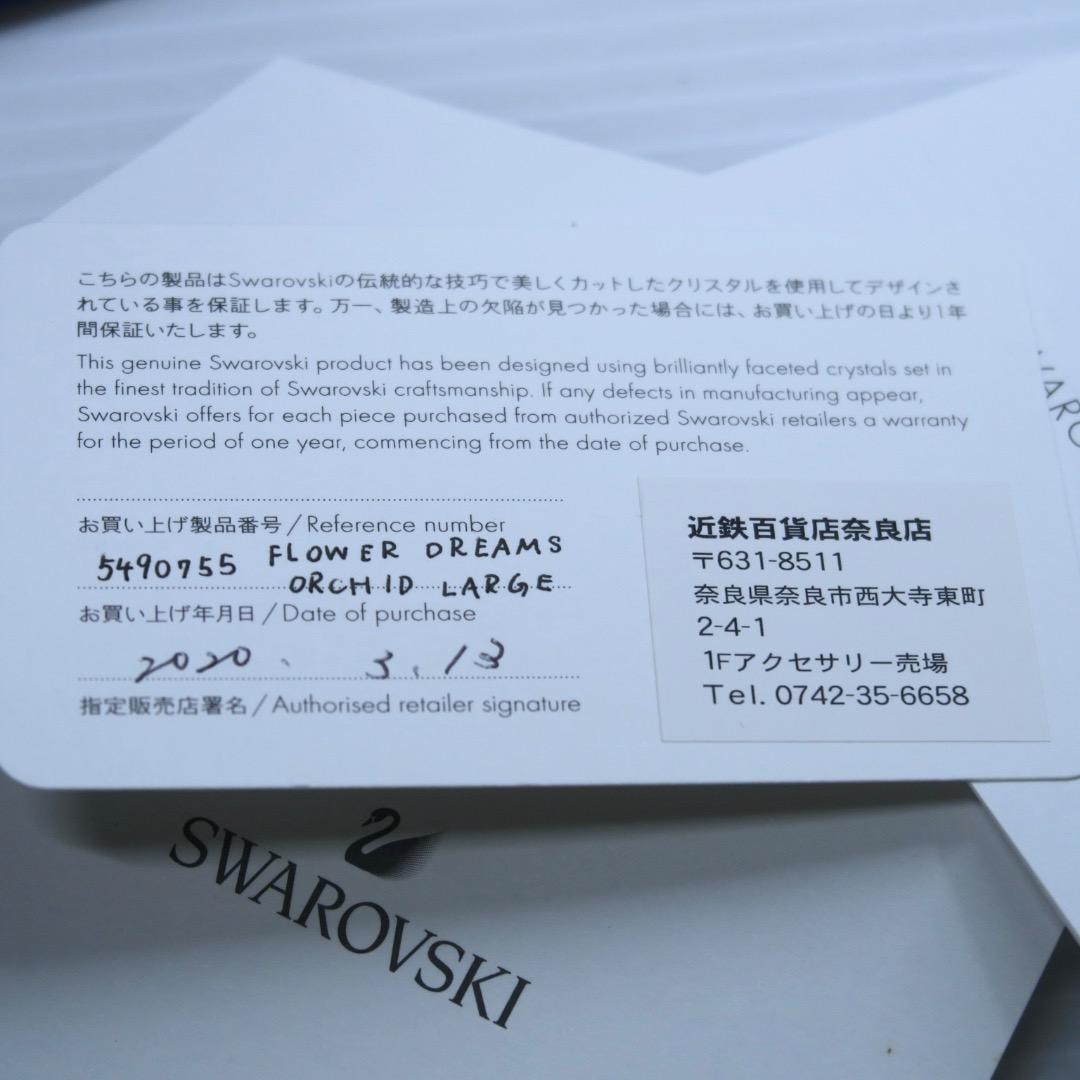 こちらの製品はSwarovskiの伝統的な技巧で美しくカットしたクリスタルを使用してデザインさ
れている事を保証します。万一、製造上の欠陥が見つかった場合には、お買い上げの日より1年
間保証いたします。
This genuine Swarovski product has been designed using brilliantly faceted crystals set in
the finest tradition of Swarovski craftsmanship. If any defects in manufacturing appear,
Swarovski offers for each piece purchased from authorized Swarovski retailers a warranty
for the period of one year, commencing from the date of purchase.
お買い上げ製品番号/Reference number
5490755 FLOWER DREAMS
ORCHID LARGE
お買い上げ年月日/Date of purchase
2020、3、13
指定販売店署名/Authorised retailer signature
近鉄百貨店奈良店
〒631-8511
奈良県奈良市西大寺東町
2-4-1
1Fアクセサリー売場
Tel. 0742-35-6658
SWAROVSKI